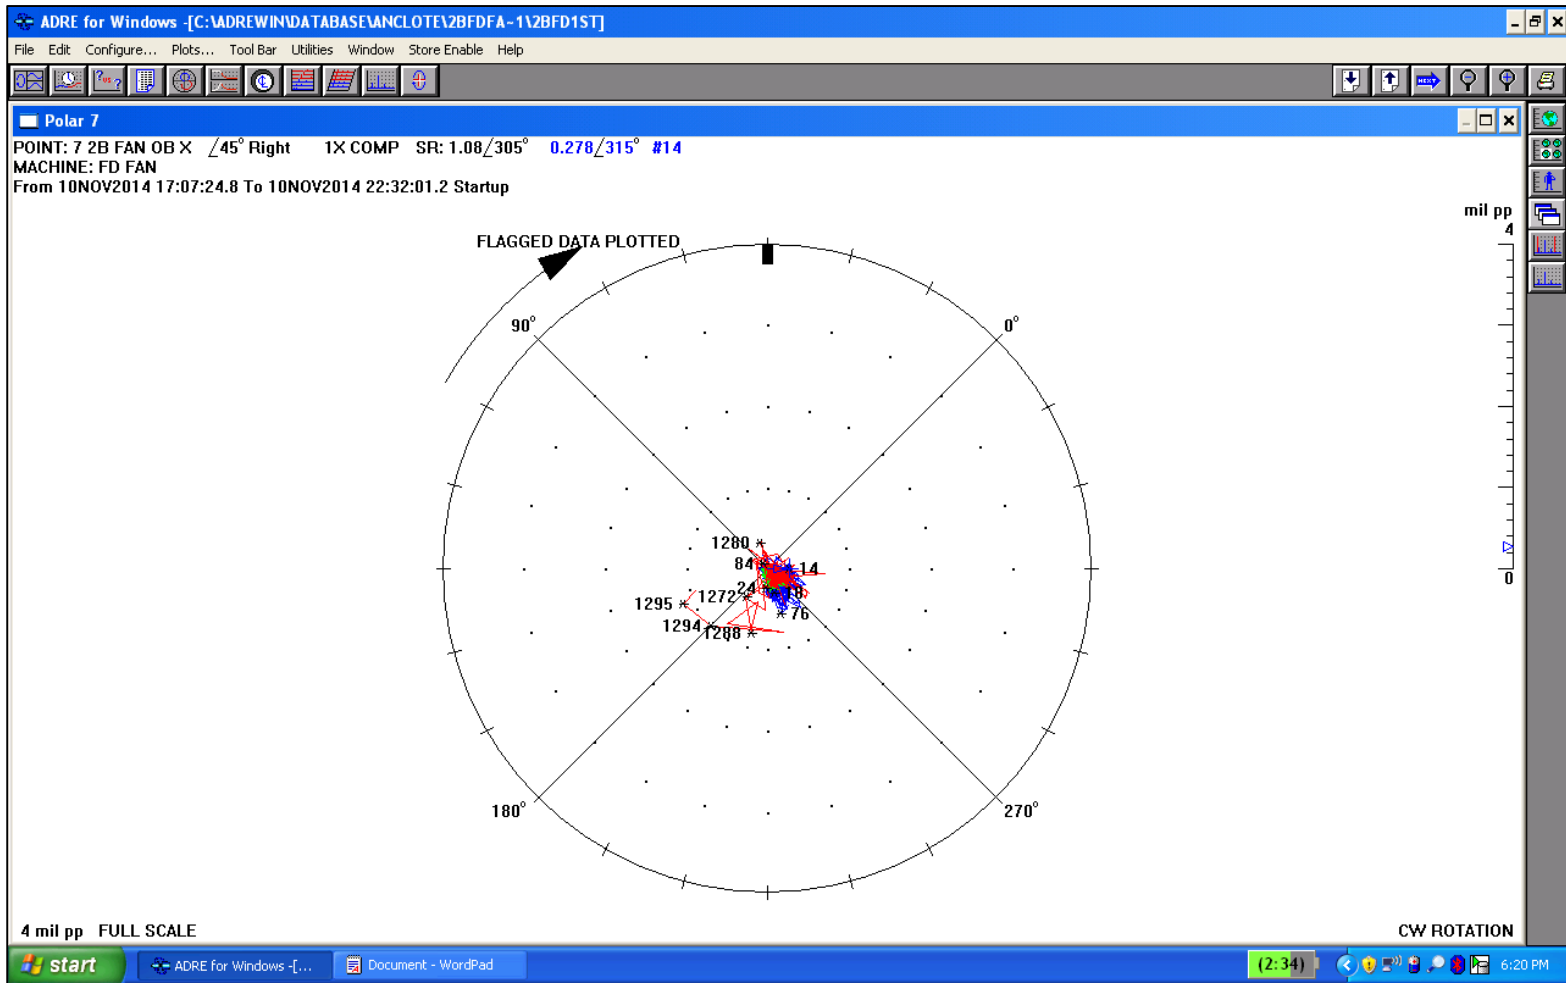 ADRE for Windows -[C:\ADREWIN\DATABASE\ANCLOTE\2BFDFA~1\2BFD1ST]
File Edit Configure... Plots... Tool Bar Utilities Window Store Enable Help
Polar 7
POINT: 7 2B FAN OB X ∠45° Right 1X COMP SR: 1.08∠305° 0.278∠315° #14
MACHINE: FD FAN
From 10NOV2014 17:07:24.8 To 10NOV2014 22:32:01.2 Startup
mil pp
4
FLAGGED DATA PLOTTED
90°
0°
1280
84
14
0
24
18
1272
1295
76
1294
1288
180°
270°
4 mil pp FULL SCALE
CW ROTATION
start
ADRE for Windows -[...
Document - WordPad
(2:34)
6:20 PM